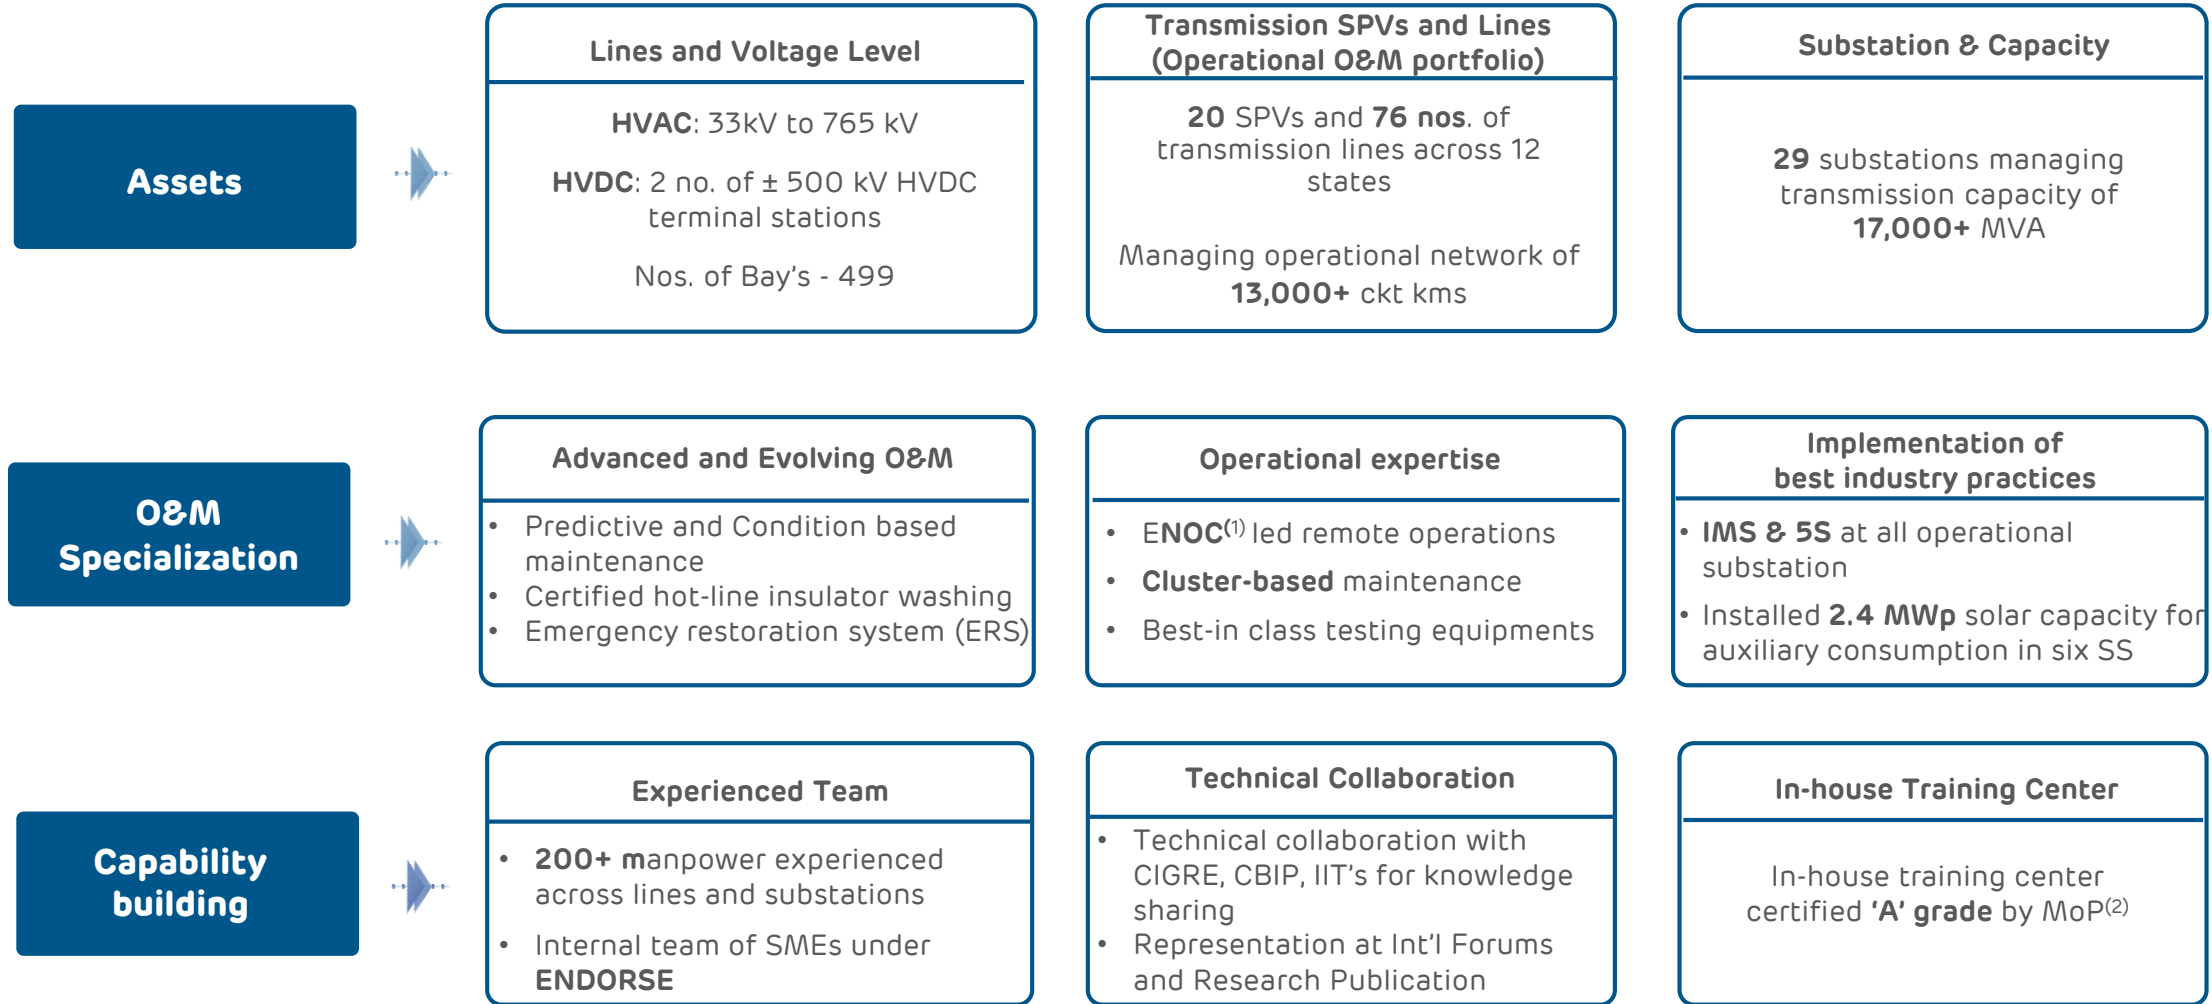 Assets
Lines and Voltage Level
HVAC: 33kV to 765 kV
HVDC: 2 no. of ± 500 kV HVDC
terminal stations
Nos. of Bay's - 499
Transmission SPVs and Lines
(Operational O&M portfolio)
20 SPVs and 76 nos. of
transmission lines across 12
states
Managing operational network of
13,000+ ckt kms
Substation & Capacity
29 substations managing
transmission capacity of
17,000+ MVA
O&M
Specialization
Advanced and Evolving O&M
• Predictive and Condition based
maintenance
• Certified hot-line insulator washing
• Emergency restoration system (ERS)
Operational expertise
• ENOC(1) led remote operations
• Cluster-based maintenance
• Best-in class testing equipments
Implementation of
best industry practices
• IMS & 5S at all operational
substation
• Installed 2.4 MWp solar capacity for
auxiliary consumption in six SS
Capability
building
Experienced Team
• 200+ manpower experienced
across lines and substations
• Internal team of SMEs under
ENDORSE
Technical Collaboration
• Technical collaboration with
CIGRE, CBIP, IIT's for knowledge
sharing
• Representation at Int'l Forums
and Research Publication
In-house Training Center
In-house training center
certified ‘A’ grade by MoP(2)